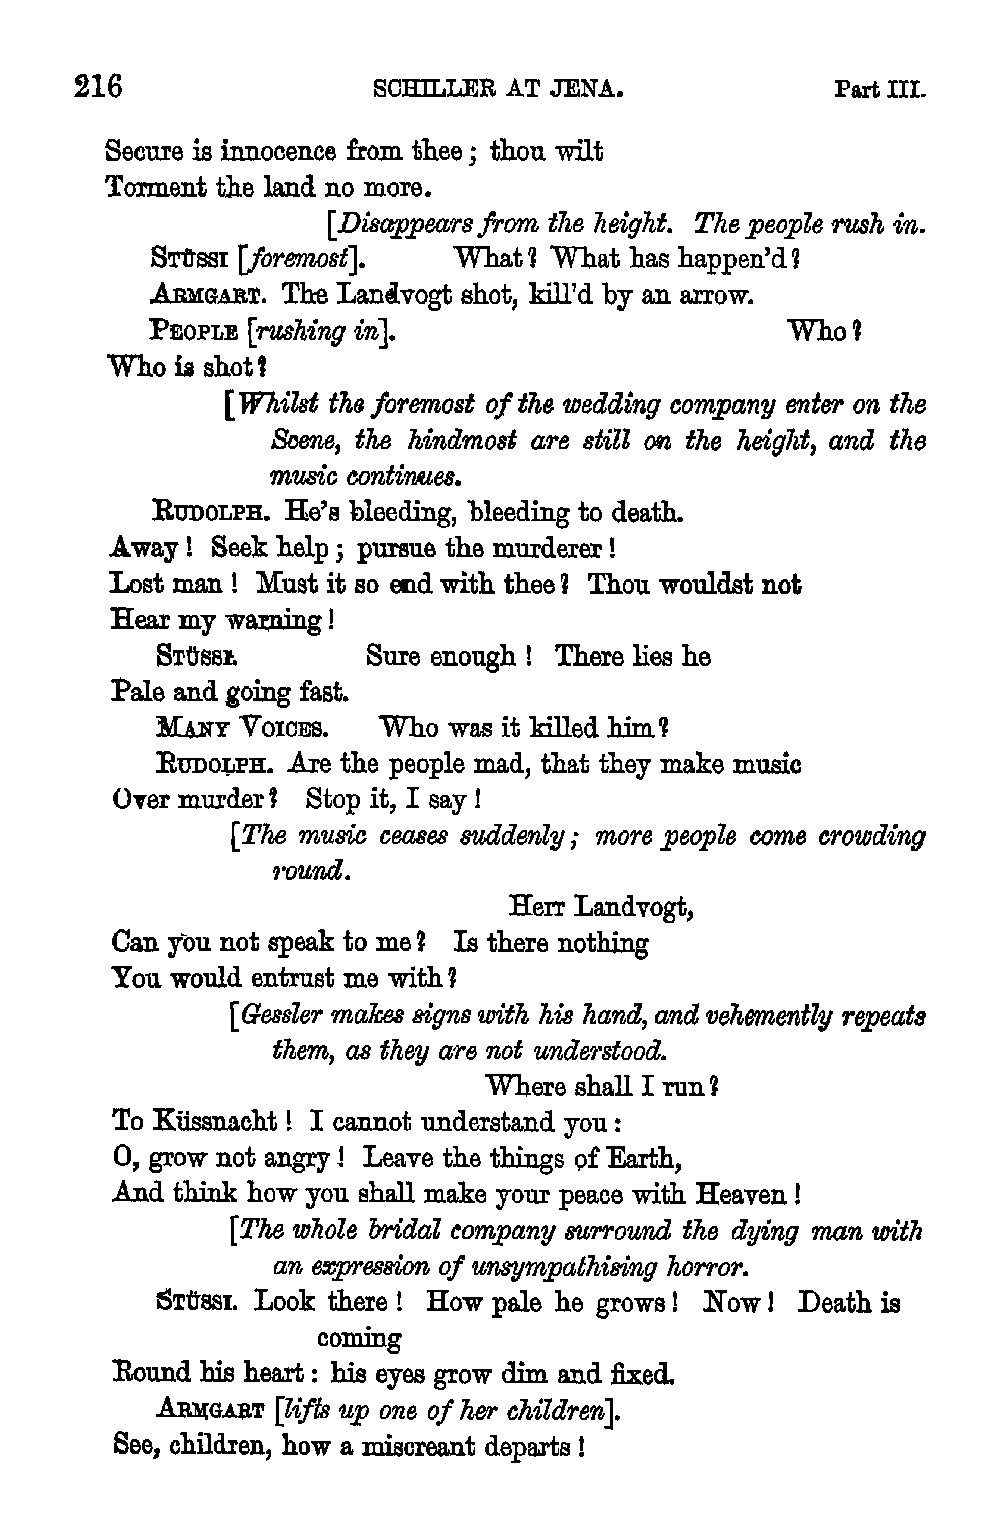 216 SCHILLER AT JENA. Part III.
Secure is innocence from thee; thou wilt
Torment the land no more.
[Disappears from the height. The people rush in.
STÜSSI [foremost]. What? What has happen'd?
ARMGART. The Landvogt shot, kill'd by an arrow.
PEOPLE [rushing in]. Who?
Who is shot?
[Whilst the foremost of the wedding company enter on the
Scene, the hindmost are still on the height, and the
music continues.
RUDOLPH. He's bleeding, bleeding to death.
Away! Seek help; pursue the murderer!
Lost man! Must it so end with thee? Thou wouldst not
Hear my warning!
STÜSSI. Sure enough! There lies he
Pale and going fast.
MANY VOICES. Who was it killed him?
RUDOLPH. Are the people mad, that they make music
Over murder? Stop it, I say!
[The music ceases suddenly; more people come crowding
round.
Herr Landvogt,
Can you not speak to me? Is there nothing
You would entrust me with?
[Gessler makes signs with his hand, and vehemently repeats
them, as they are not understood.
Where shall I run?
To Küssnacht! I cannot understand you:
O, grow not angry! Leave the things of Earth,
And think how you shall make your peace with Heaven!
[The whole bridal company surround the dying man with
an expression of unsympathising horror.
STÜSSI. Look there! How pale he grows! Now! Death is
coming
Round his heart: his eyes grow dim and fixed.
ARMGART [lifts up one of her children].
See, children, how a miscreant departs!